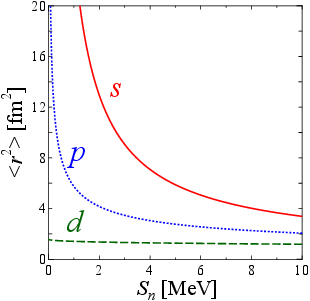 20
16
12
8
4
0
<r²> [fm²]
s
p
d
0 2 4 6 8 10
Sₙ [MeV]